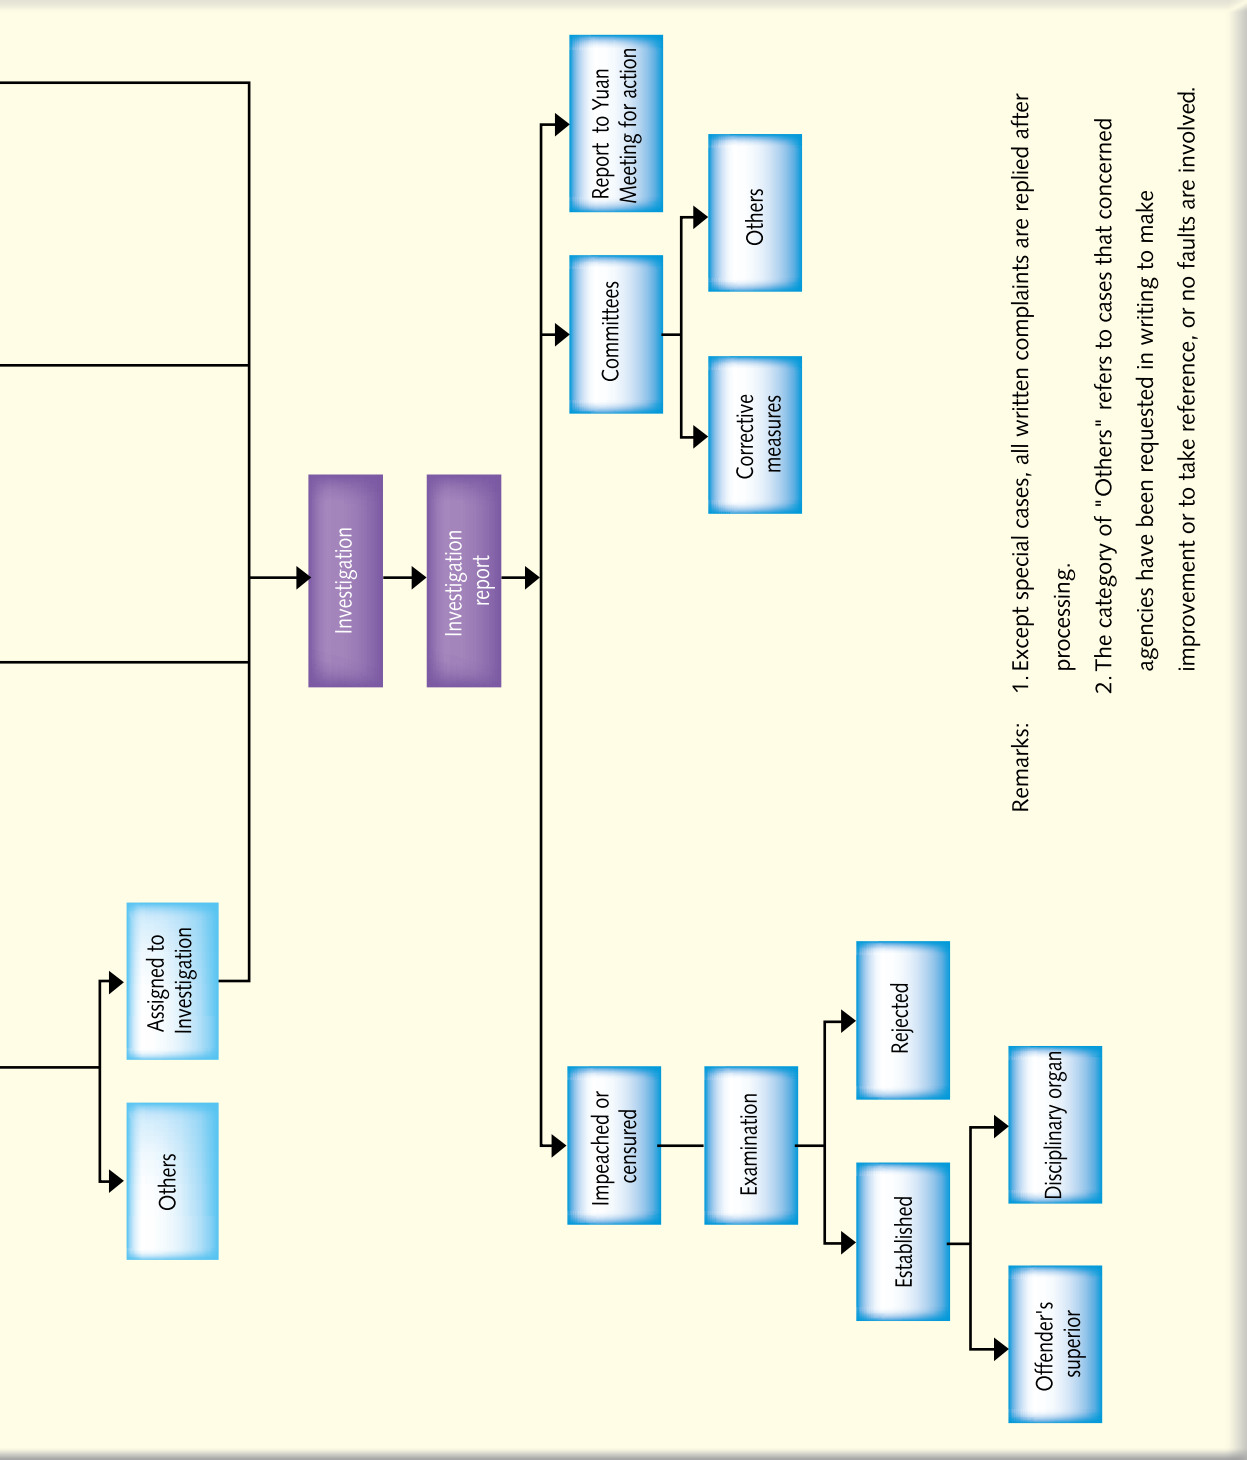 Others
Assigned to
Investigation
Investigation
Investigation
report
Impeached or
censured
Committees
Report to Yuan
Meeting for action
Examination
Corrective
measures
Others
Established
Rejected
Offender's
superior
Disciplinary organ
Remarks: 1. Except special cases, all written complaints are replied after
processing.
2. The category of "Others" refers to cases that concerned
agencies have been requested in writing to make
improvement or to take reference, or no faults are involved.